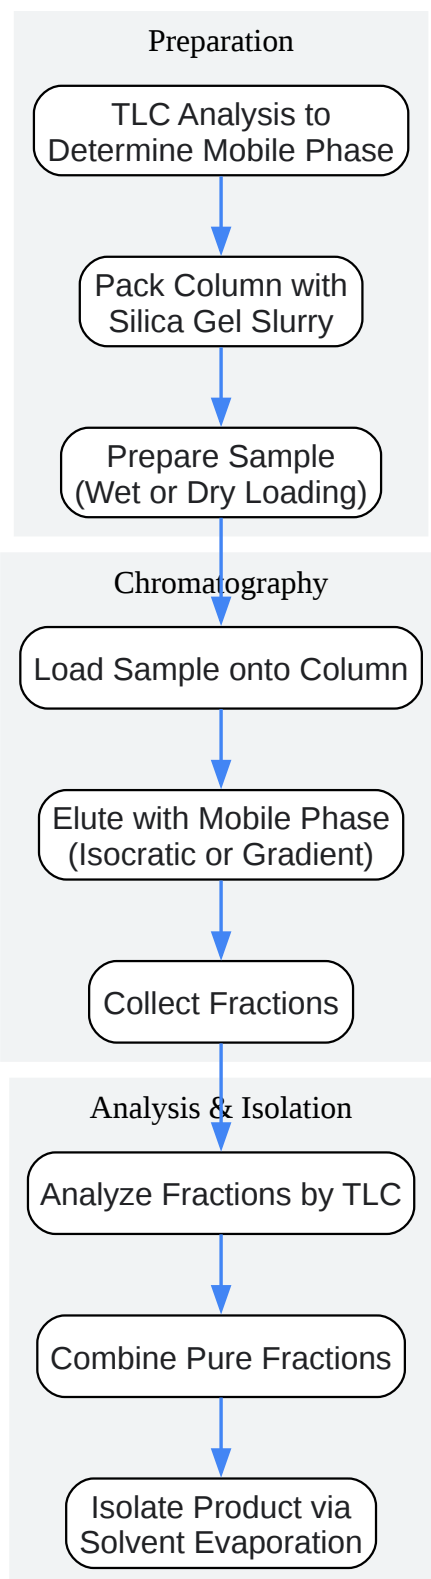 Preparation
TLC Analysis to
Determine Mobile Phase
Pack Column with
Silica Gel Slurry
Prepare Sample
(Wet or Dry Loading)
Chromatography
Load Sample onto Column
Elute with Mobile Phase
(Isocratic or Gradient)
Collect Fractions
Analysis & Isolation
Analyze Fractions by TLC
Combine Pure Fractions
Isolate Product via
Solvent Evaporation